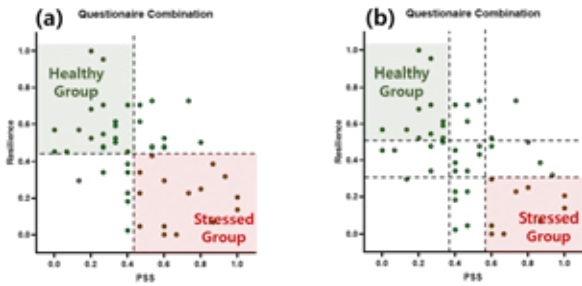 (a)
Questionaire Combination
Healthy
Group
Stressed
Group
Resilience
1.0
0.8
0.6
0.4
0.2
0.0
0.0 0.2 0.4 0.6 0.8 1.0
PSS
(b)
Questionaire Combination
Healthy
Group
Stressed
Group
Resilience
1.0
0.8
0.6
0.4
0.2
0.0
0.0 0.2 0.4 0.6 0.8 1.0
PSS